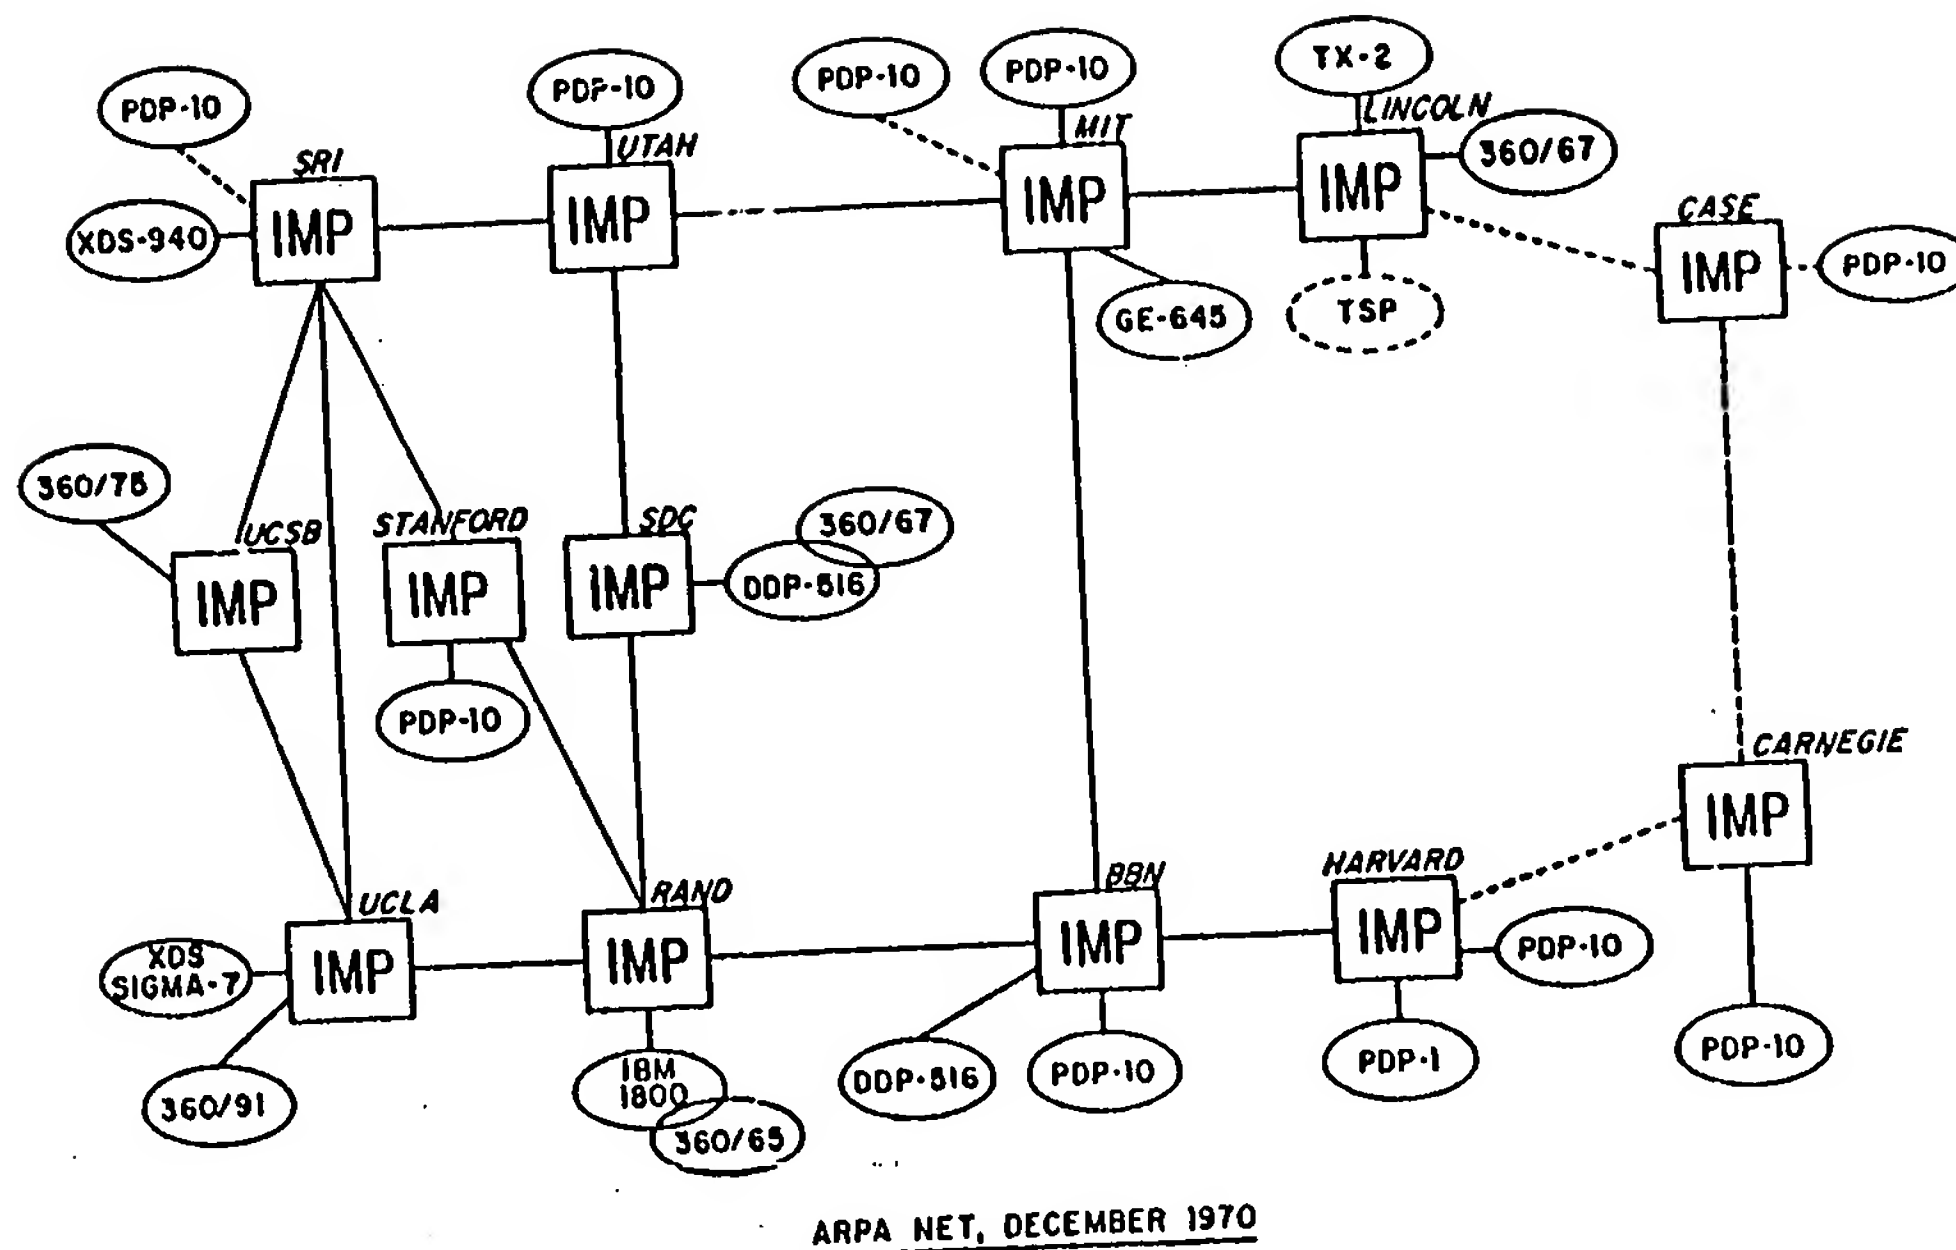 PDP-10
SRI
IMP
XDS-940
PDP-10
UTAH
IMP
PDP-10
PDP-10
MIT
IMP
GE-645
TX-2
LINCOLN
IMP
360/67
TSP
CASE
IMP
PDP-10
360/75
UCSB
IMP
STANFORD
IMP
PDP-10
SDC
IMP
360/67
DDP-516
CARNEGIE
IMP
PDP-10
UCLA
IMP
XDS
SIGMA-7
360/91
RAND
IMP
IBM
1800
360/65
BBN
IMP
DDP-516
PDP-10
HARVARD
IMP
PDP-10
PDP-1
ARPA NET, DECEMBER 1970